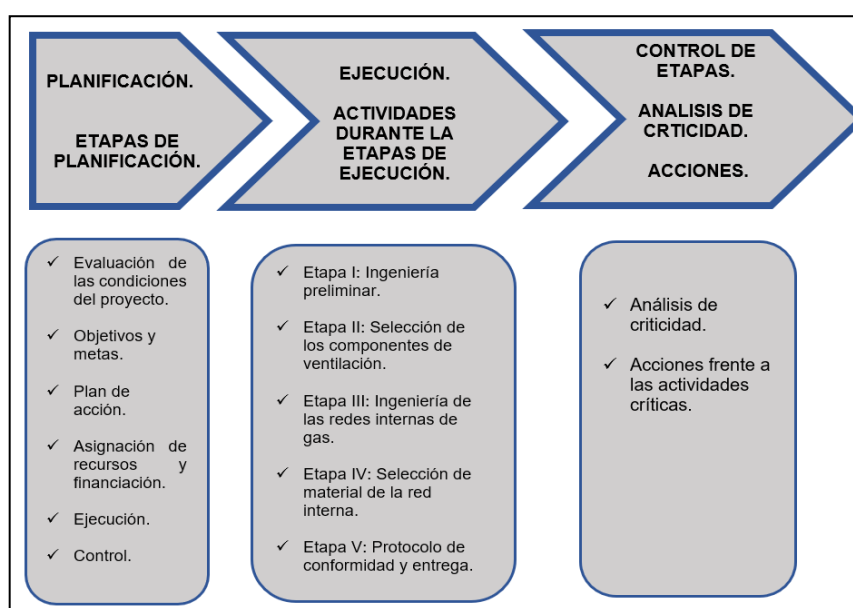 PLANIFICACIÓN.
ETAPAS DE
PLANIFICACIÓN.
EJECUCIÓN.
ACTIVIDADES
DURANTE LA
ETAPAS DE
EJECUCIÓN.
CONTROL DE
ETAPAS.
ANALISIS DE
CRTICIDAD.
ACCIONES.
✓ Evaluación de
las condiciones
del proyecto.
✓ Objetivos y
metas.
✓ Plan de
acción.
✓ Asignación de
recursos y
financiación.
✓ Ejecución.
✓ Control.
✓ Etapa I: Ingeniería
preliminar.
✓ Etapa II: Selección de
los componentes de
ventilación.
✓ Etapa III: Ingeniería de
las redes internas de
gas.
✓ Etapa IV: Selección de
material de la red
interna.
✓ Etapa V: Protocolo de
conformidad y entrega.
✓ Análisis de
criticidad.
✓ Acciones frente a
las actividades
críticas.